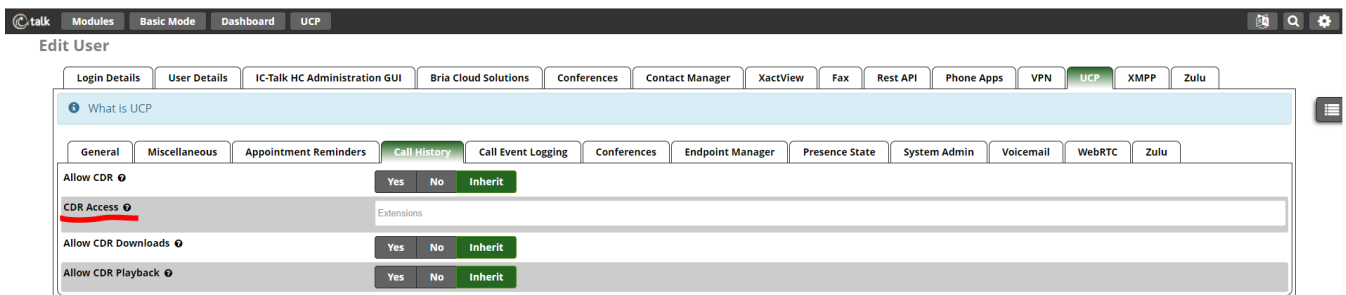 talk Modules Basic Mode Dashboard UCP
Edit User
Login Details User Details IC-Talk HC Administration GUI Bria Cloud Solutions Conferences Contact Manager XactView Fax Rest API Phone Apps VPN UCP XMPP Zulu
What is UCP
General Miscellaneous Appointment Reminders Call History Call Event Logging Conferences Endpoint Manager Presence State System Admin Voicemail WebRTC Zulu
Allow CDR Yes No Inherit
CDR Access Extensions
Allow CDR Downloads Yes No Inherit
Allow CDR Playback Yes No Inherit